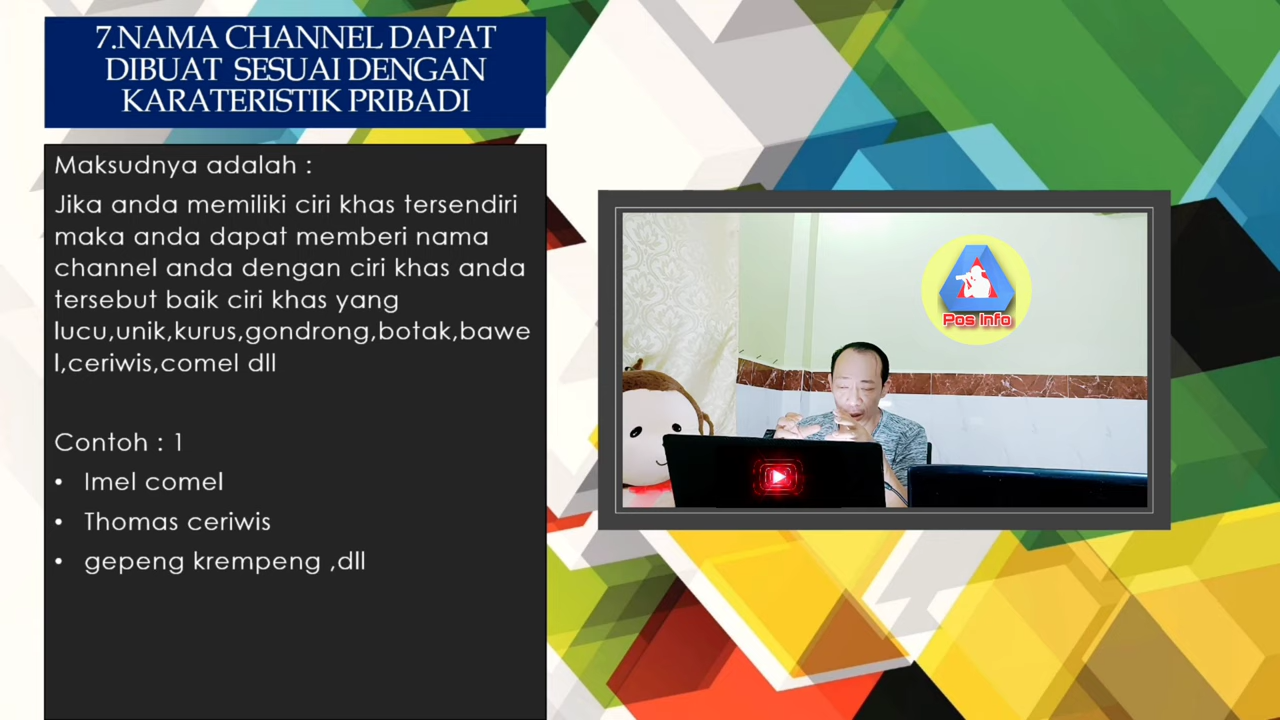 7.NAMA CHANNEL DAPAT
DIBUAT SESUAI DENGAN
KARATERISTIK PRIBADI
Maksudnya adalah :
Jika anda memiliki ciri khas tersendiri
maka anda dapat memberi nama
channel anda dengan ciri khas anda
tersebut baik ciri khas yang
lucu,unik,kurus,gondrong,botak,bawe
l,ceriwis,comel dll
Contoh : 1
• Imel comel
• Thomas ceriwis
• gepeng krempeng ,dll
Pos Info